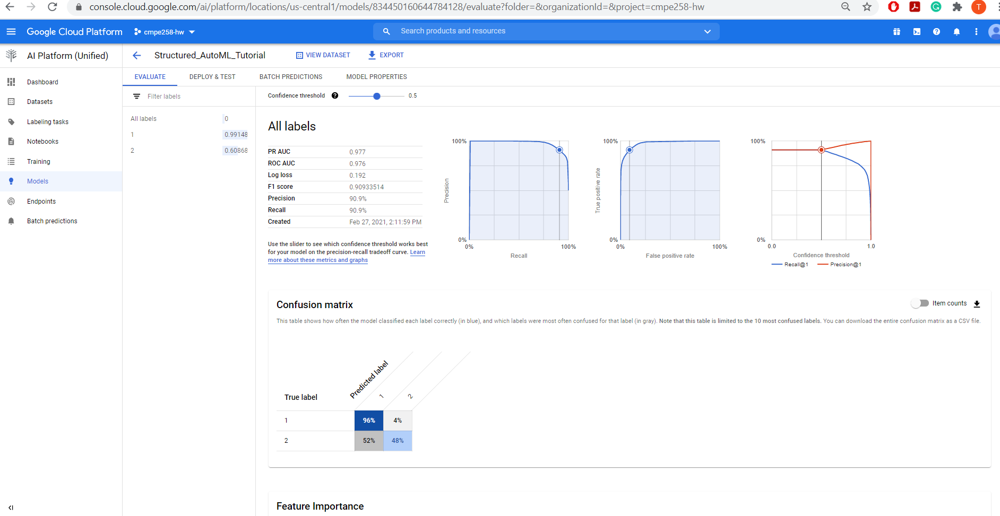 console.cloud.google.com/ai/platform/locations/us-central1/models/834450160644784128/evaluate?folder=&organizationId=&project=cmpe258-hw
T
Google Cloud Platform
cmpe258-hw
Search products and resources
AI Platform (Unified)
Structured_AutoML_Tutorial
VIEW DATASET
EXPORT
Dashboard
Datasets
Labeling tasks
Notebooks
Training
Models
Endpoints
Batch predictions
EVALUATE
DEPLOY & TEST
BATCH PREDICTIONS
MODEL PROPERTIES
Filter labels
All labels 0
1 0.99148
2 0.60868
Confidence threshold ? 0.5
All labels
PR AUC 0.977
ROC AUC 0.976
Log loss 0.192
F1 score 0.90933514
Precision 90.9%
Recall 90.9%
Created Feb 27, 2021, 2:11:59 PM
Use the slider to see which confidence threshold works best
for your model on the precision-recall tradeoff curve. Learn
more about these metrics and graphs
100%
Precision
0%
0%
100%
Recall
100%
True positive rate
0%
0%
100%
False positive rate
100%
0%
0.0
1.0
Confidence threshold
Recall@1
Precision@1
Confusion matrix
Item counts
This table shows how often the model classified each label correctly (in blue), and which labels were most often confused for that label (in gray). Note that this table is limited to the 10 most confused labels. You can download the entire confusion matrix as a CSV file.
True label
Predicted label
1
2
1 96% 4%
2 52% 48%
Feature Importance